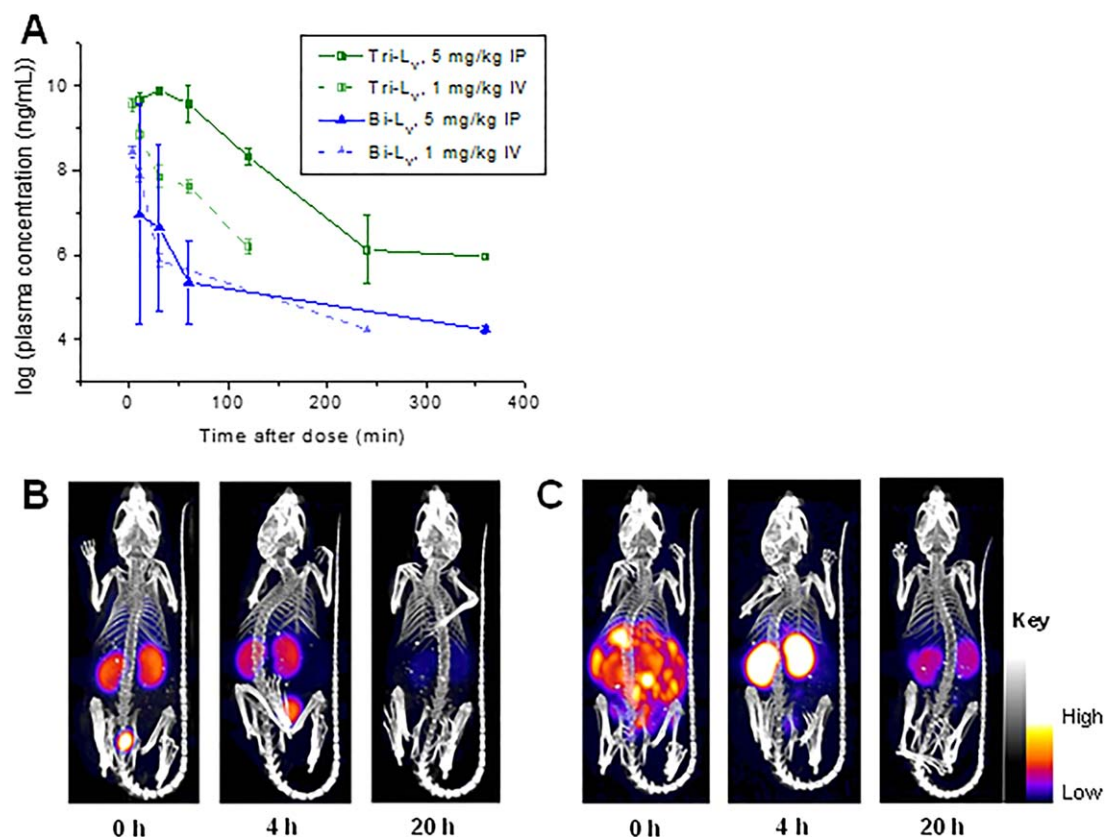 A
10
8
6
4
log (plasma concentration (ng/mL))
0 100 200 300 400
Time after dose (min)
Tri-Lv, 5 mg/kg IP
Tri-Lv, 1 mg/kg IV
Bi-Lv, 5 mg/kg IP
Bi-Lv, 1 mg/kg IV
B
0 h 4 h 20 h
C
0 h 4 h 20 h
Key
High
Low